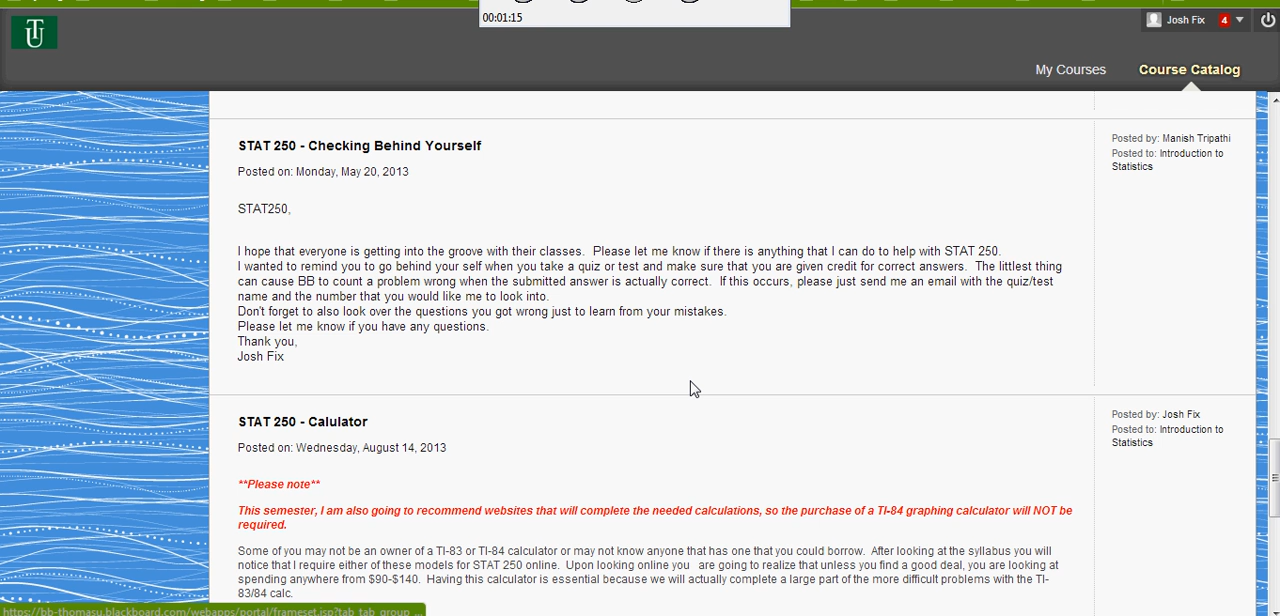 00:01:15
TU
Josh Fix 4
My Courses Course Catalog
STAT 250 - Checking Behind Yourself
Posted on: Monday, May 20, 2013
STAT250,
I hope that everyone is getting into the groove with their classes. Please let me know if there is anything that I can do to help with STAT 250.
I wanted to remind you to go behind your self when you take a quiz or test and make sure that you are given credit for correct answers. The littlest thing
can cause BB to count a problem wrong when the submitted answer is actually correct. If this occurs, please just send me an email with the quiz/test
name and the number that you would like me to look into.
Don't forget to also look over the questions you got wrong just to learn from your mistakes.
Please let me know if you have any questions.
Thank you,
Josh Fix
Posted by: Manish Tripathi
Posted to: Introduction to
Statistics
STAT 250 - Calulator
Posted on: Wednesday, August 14, 2013
**Please note**
This semester, I am also going to recommend websites that will complete the needed calculations, so the purchase of a TI-84 graphing calculator will NOT be
required.
Some of you may not be an owner of a TI-83 or TI-84 calculator or may not know anyone that has one that you could borrow. After looking at the syllabus you will
notice that I require either of these models for STAT 250 online. Upon looking online you are going to realize that unless you find a good deal, you are looking at
spending anywhere from $90-$140. Having this calculator is essential because we will actually complete a large part of the more difficult problems with the TI-
83/84 calc.
Posted by: Josh Fix
Posted to: Introduction to
Statistics
https://bb-thomasu.blackboard.com/webapps/portal/frameset.jsp?tab_tab_group_...